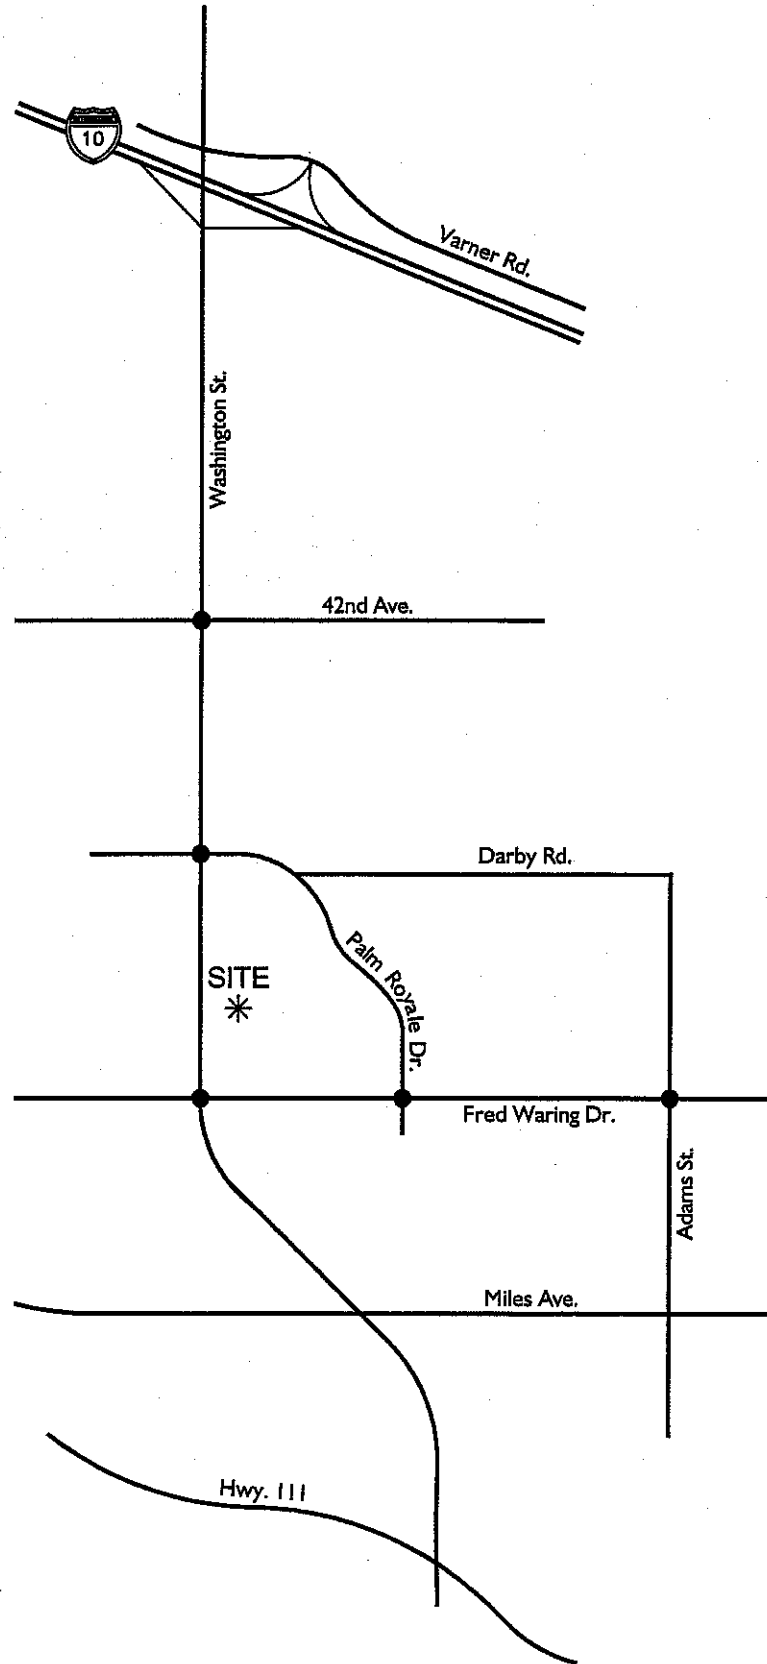 10
Varner Rd.
Washington St.
42nd Ave.
Darby Rd.
Palm Royale Dr.
SITE
Fred Waring Dr.
Adams St.
Miles Ave.
Hwy. 111